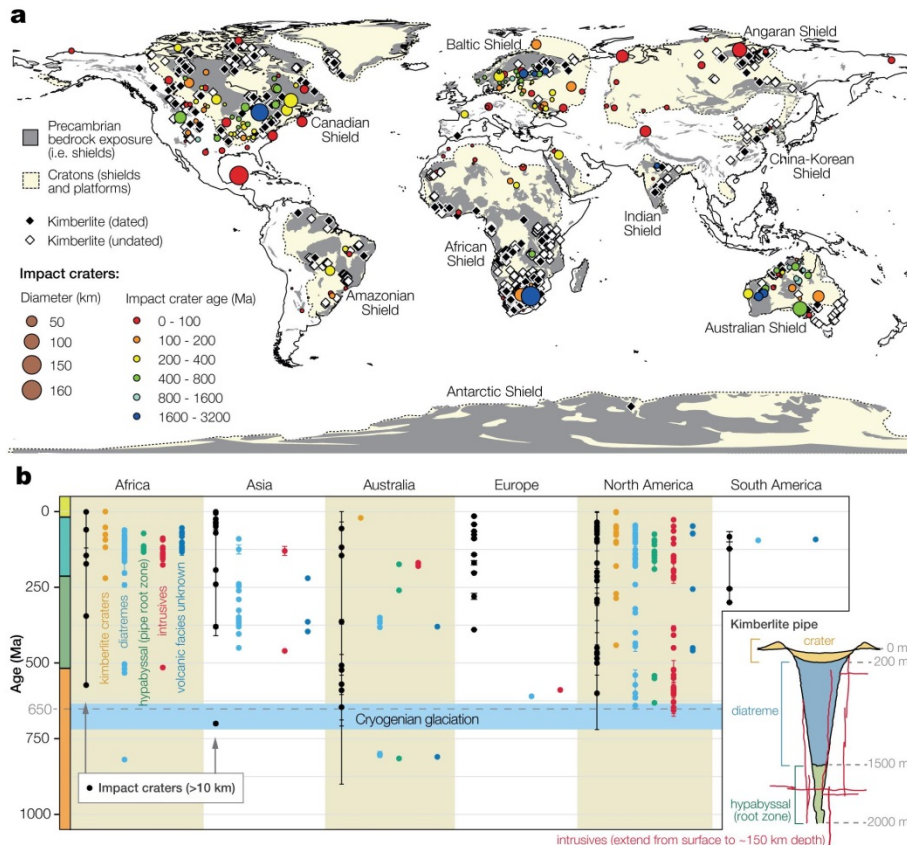 a
Baltic Shield
Angaran Shield
Canadian
Shield
Precambrian
bedrock exposure
(i.e. shields)
Cratons (shields
and platforms)
China-Korean
Shield
Kimberlite (dated)
Kimberlite (undated)
Indian
Shield
African
Shield
Impact craters:
Diameter (km)
50
100
150
160
Impact crater age (Ma)
0 - 100
100 - 200
200 - 400
400 - 800
800 - 1600
1600 - 3200
Amazonian
Shield
Australian Shield
Antarctic Shield
b
Africa
Asia
Australia
Europe
North America
South America
Age (Ma)
0
250
500
650
750
1000
kimberlite craters
diatremes
hypabyssal (pipe root zone)
intrusives
volcanic facies unknown
Cryogenian glaciation
Impact craters (>10 km)
Kimberlite pipe
crater
0 m
200 m
diatreme
1500 m
hypabyssal
(root zone)
2000 m
intrusives (extend from surface to ~150 km depth)